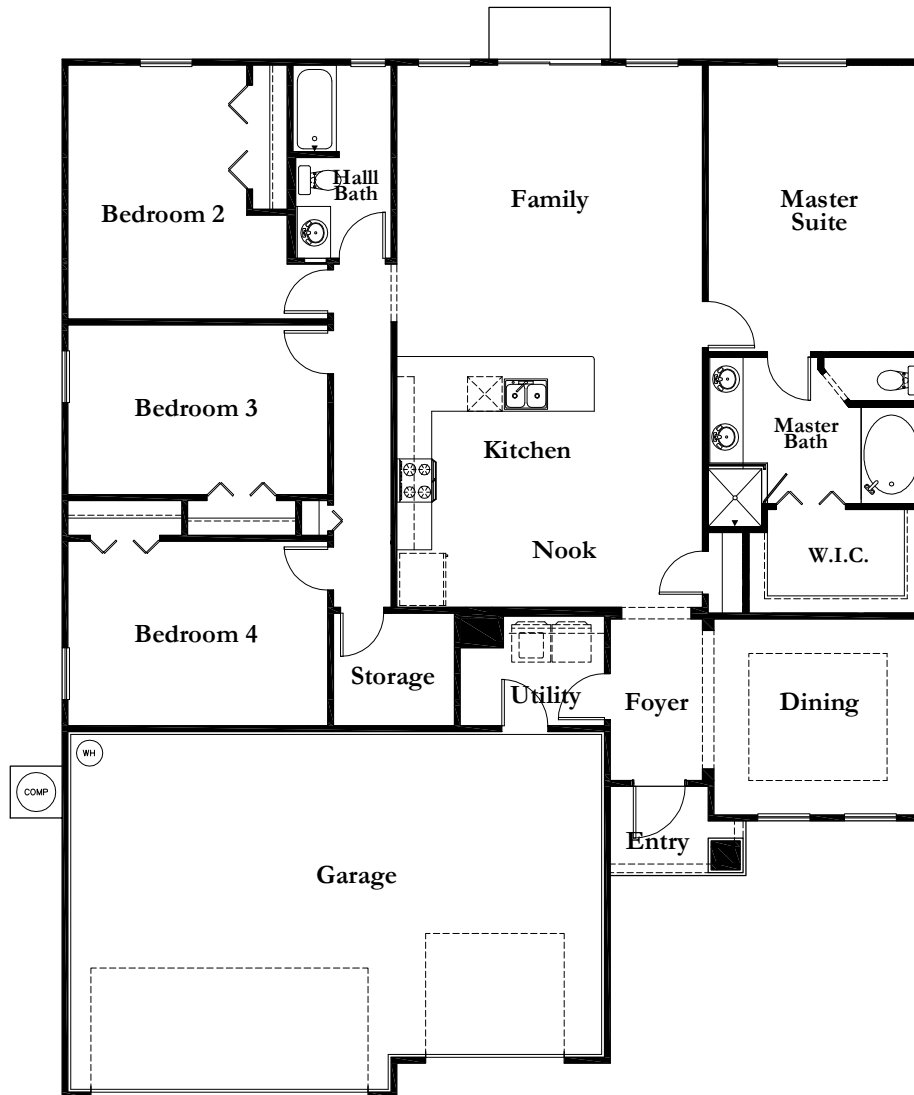 Halll
Bath
Bedroom 2
Family
Master
Suite
Bedroom 3
Kitchen
Master
Bath
Nook
W.I.C.
Bedroom 4
Storage
Utility
Foyer
Dining
WH
COMP
Entry
Garage